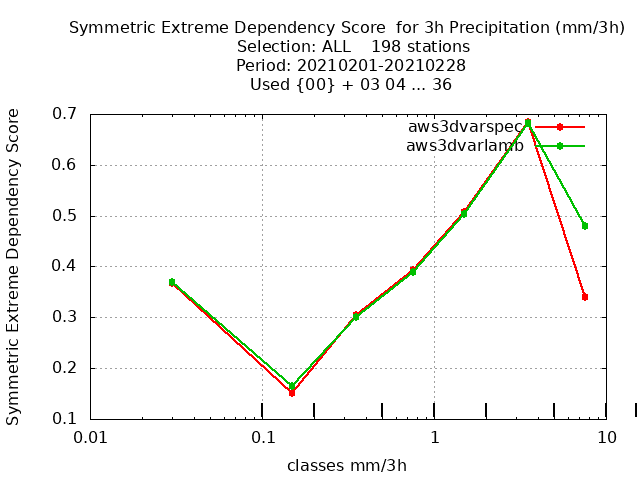 Symmetric Extreme Dependency Score  for 3h Precipitation (mm/3h)
Selection: ALL    198 stations
Period: 20210201-20210228
Used {00} + 03 04 ... 36
Symmetric Extreme Dependency Score
0.7
0.6
0.5
0.4
0.3
0.2
0.1
aws3dvarspec
aws3dvarlamb
0.01 0.1 1 10
classes mm/3h